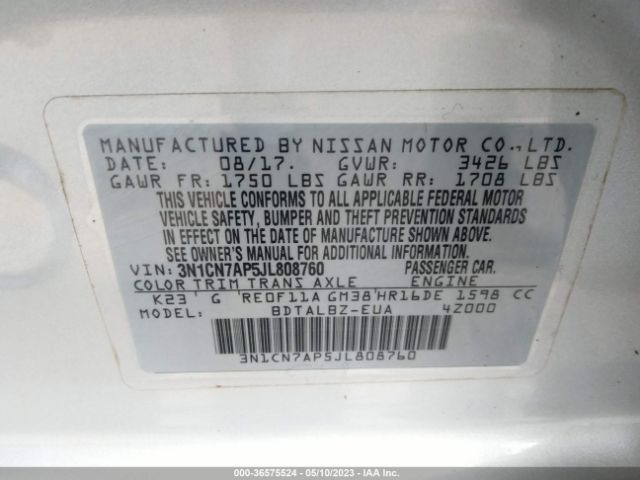 MANUFACTURED BY NISSAN MOTOR CO.,LTD.
DATE: 08/17. GVWR: 3426 LBS
GAWR FR: 1750 LBS GAWR RR: 1708 LBS
THIS VEHICLE CONFORMS TO ALL APPLICABLE FEDERAL MOTOR
VEHICLE SAFETY, BUMPER AND THEFT PREVENTION STANDARDS
IN EFFECT ON THE DATE OF MANUFACTURE SHOWN ABOVE.
SEE OWNER'S MANUAL FOR ADDITIONAL INFORMATION.
VIN: 3N1CN7AP5JL808760 PASSENGER CAR.
COLOR TRIM TRANS AXLE ENGINE
K23 G RE0F11A GM38 HR16DE 1598 CC
MODEL: BDTALBZ-EUA 4Z000
3N1CN7AP5JL808760
000-36575524 - 05/10/2023 - IAA Inc.